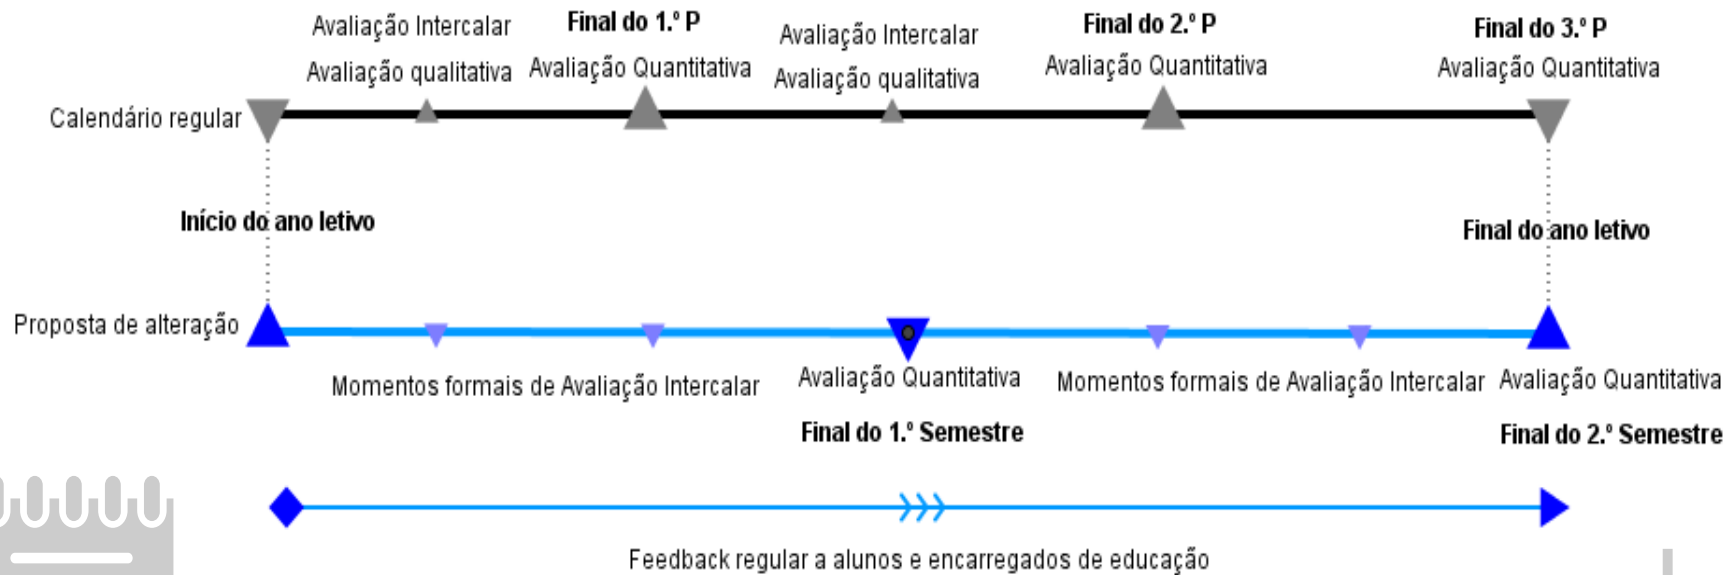 Avaliação Intercalar
Avaliação qualitativa
Final do 1.º P
Avaliação Quantitativa
Avaliação Intercalar
Avaliação qualitativa
Final do 2.º P
Avaliação Quantitativa
Final do 3.º P
Avaliação Quantitativa
Calendário regular
Início do ano letivo
Final do ano letivo
Proposta de alteração
Momentos formais de Avaliação Intercalar
Avaliação Quantitativa
Final do 1.º Semestre
Momentos formais de Avaliação Intercalar
Avaliação Quantitativa
Final do 2.º Semestre
Feedback regular a alunos e encarregados de educação